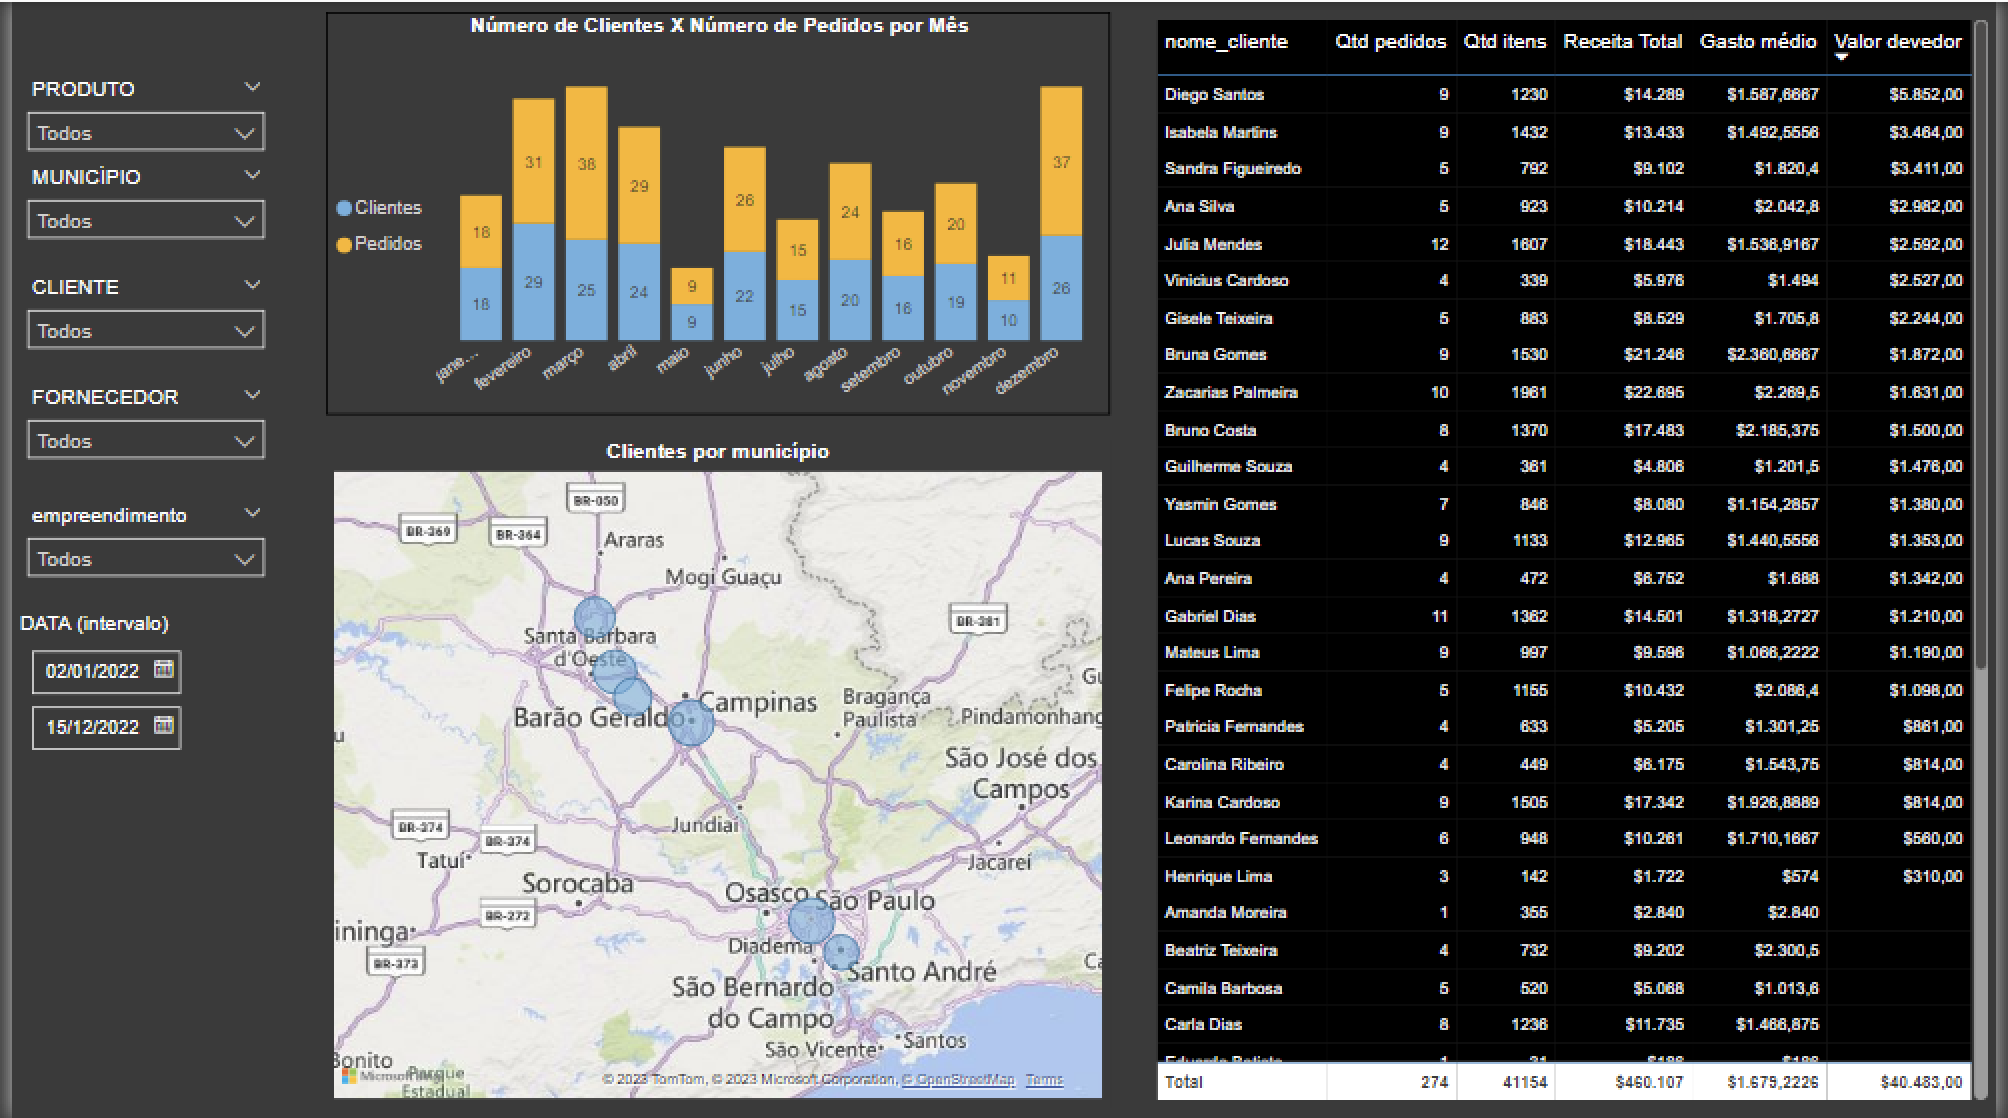 PRODUTO
Todos
MUNICÍPIO
Todos
CLIENTE
Todos
FORNECEDOR
Todos
empreendimento
Todos
DATA (intervalo)
02/01/2022
15/12/2022
Número de Clientes X Número de Pedidos por Mês
Clientes
Pedidos
18 31 38 29 9 26 15 24 16 20 11 37
18 29 25 24 9 22 15 20 16 19 10 26
jane... fevereiro março abril maio junho julho agosto setembro outubro novembro dezembro
Clientes por município
BR-050
BR-369
BR-364
Araras
Mogi Guaçu
BR-381
Santa Bárbara
d'Oeste
Campinas
Bragança
Paulista
Barão Geraldo
Pindamonhang
São José dos
Campos
Jundiaí
BR-374
BR-374
Tatuí
Jacareí
Sorocaba
Osasco
São Paulo
BR-272
ininga
Diadema
BR-373
Santo André
São Bernardo
do Campo
Santos
São Vicente
Bonito
Parque
Estadual
© 2023 TomTom, © 2023 Microsoft Corporation, © OpenStreetMap Terms
nome_cliente Qtd pedidos Qtd itens Receita Total Gasto médio Valor devedor
Diego Santos 9 1230 $14.289 $1.587,6667 $5.852,00
Isabela Martins 9 1432 $13.433 $1.492,5556 $3.464,00
Sandra Figueiredo 5 792 $9.102 $1.820,4 $3.411,00
Ana Silva 5 923 $10.214 $2.042,8 $2.982,00
Julia Mendes 12 1607 $18.443 $1.536,9167 $2.592,00
Vinicius Cardoso 4 339 $5.976 $1.494 $2.527,00
Gisele Teixeira 5 883 $8.529 $1.705,8 $2.244,00
Bruna Gomes 9 1530 $21.246 $2.360,6667 $1.872,00
Zacarias Palmeira 10 1961 $22.695 $2.269,5 $1.631,00
Bruno Costa 8 1370 $17.483 $2.185,375 $1.500,00
Guilherme Souza 4 361 $4.806 $1.201,5 $1.476,00
Yasmin Gomes 7 846 $8.080 $1.154,2857 $1.380,00
Lucas Souza 9 1133 $12.965 $1.440,5556 $1.353,00
Ana Pereira 4 472 $6.752 $1.688 $1.342,00
Gabriel Dias 11 1362 $14.501 $1.318,2727 $1.210,00
Mateus Lima 9 997 $9.596 $1.066,2222 $1.190,00
Felipe Rocha 5 1155 $10.432 $2.086,4 $1.098,00
Patricia Fernandes 4 633 $5.205 $1.301,25 $861,00
Carolina Ribeiro 4 449 $6.175 $1.543,75 $814,00
Karina Cardoso 9 1505 $17.342 $1.926,8889 $814,00
Leonardo Fernandes 6 948 $10.261 $1.710,1667 $560,00
Henrique Lima 3 142 $1.722 $574 $310,00
Amanda Moreira 1 355 $2.840 $2.840
Beatriz Teixeira 4 732 $9.202 $2.300,5
Camila Barbosa 5 520 $5.068 $1.013,6
Carla Dias 8 1236 $11.735 $1.466,875
Total 274 41154 $460.107 $1.679,2226 $40.483,00